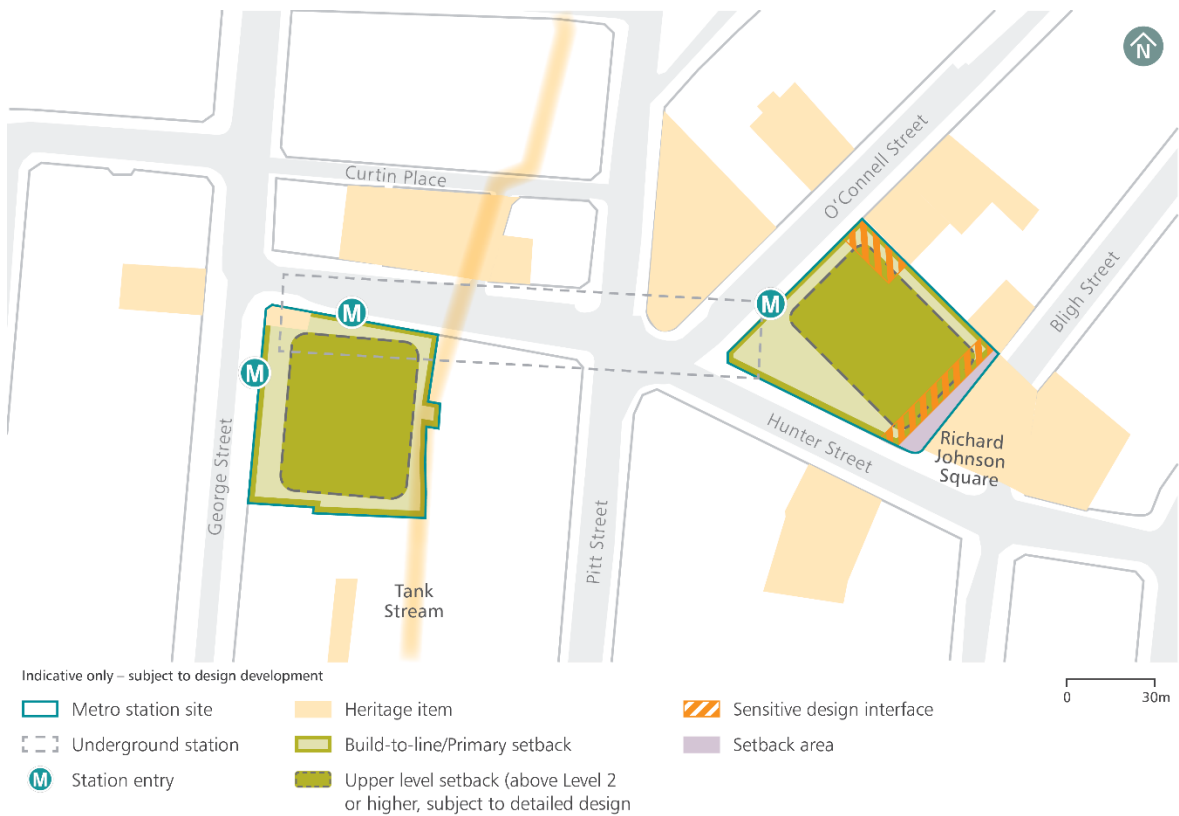 N
Curtin Place
O'Connell Street
M
M
M
Bligh Street
George Street
Hunter Street
Richard
Johnson
Square
Pitt Street
Tank
Stream
Indicative only – subject to design development
Metro station site
Heritage item
Sensitive design interface
0 30m
Underground station
Build-to-line/Primary setback
Setback area
M Station entry
Upper level setback (above Level 2
or higher, subject to detailed design